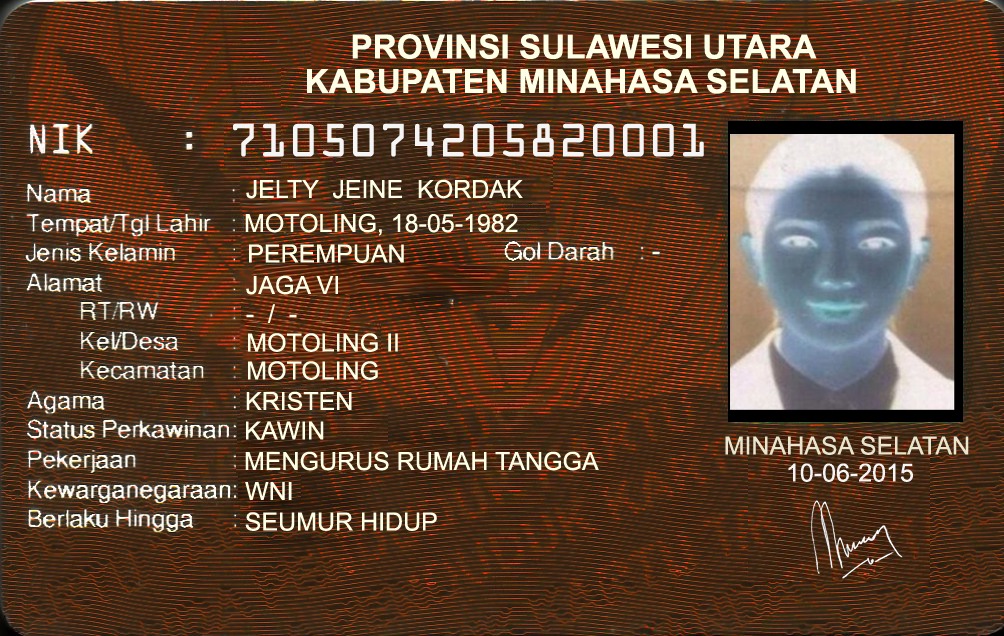 PROVINSI SULAWESI UTARA
KABUPATEN MINAHASA SELATAN
NIK : 7105074205820001
Nama : JELTY JEINE KORDAK
Tempat/Tgl Lahir : MOTOLING, 18-05-1982
Jenis Kelamin : PEREMPUAN Gol Darah : -
Alamat : JAGA VI
RT/RW : - / -
Kel/Desa : MOTOLING II
Kecamatan : MOTOLING
Agama : KRISTEN
Status Perkawinan: KAWIN
Pekerjaan : MENGURUS RUMAH TANGGA
Kewarganegaraan: WNI
Berlaku Hingga : SEUMUR HIDUP
MINAHASA SELATAN
10-06-2015